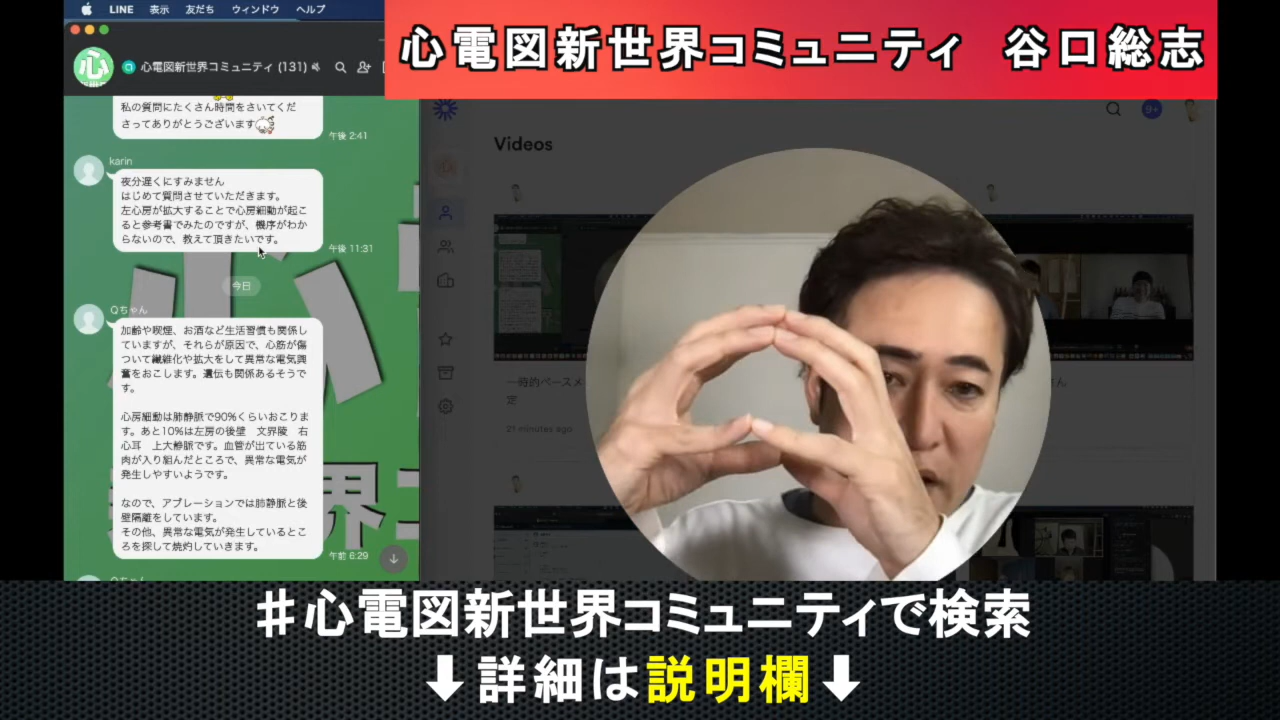 LINE 表示 友だち ウィンドウ ヘルプ
心電図新世界コミュニティ 谷口総志
心電図新世界コミュニティ (131)
私の質問にたくさん時間をさいてくだ
さってありがとうございます
午後 2:41
karin
夜分遅くにすみません
はじめて質問させていただきます。
左心房が拡大することで心房細動が起こ
ると参考書でみたのですが、機序がわか
らないので、教えて頂きたいです。
午後 11:31
今日
Qちゃん
加齢や喫煙、お酒など生活習慣も関係し
ていますが、それらが原因で、心筋が傷
ついて繊維化や拡大をして異常な電気興
奮をおこします。遺伝も関係あるそうで
す。
心房細動は肺静脈で90%くらいおこりま
す。あと10%は左房の後壁 文界陵 右
心耳 上大静脈です。血管が出ている筋
肉が入り組んだところで、異常な電気が
発生しやすいようです。
なので、アブレーションでは肺静脈と後
壁隔離をしています。
その他、異常な電気が発生しているとこ
ろを探して焼灼していきます。
午前 6:29
Qちゃん
Videos
9+
一時的ペースメ
定
21 minutes ago
さん
#心電図新世界コミュニティで検索
⬇詳細は説明欄⬇